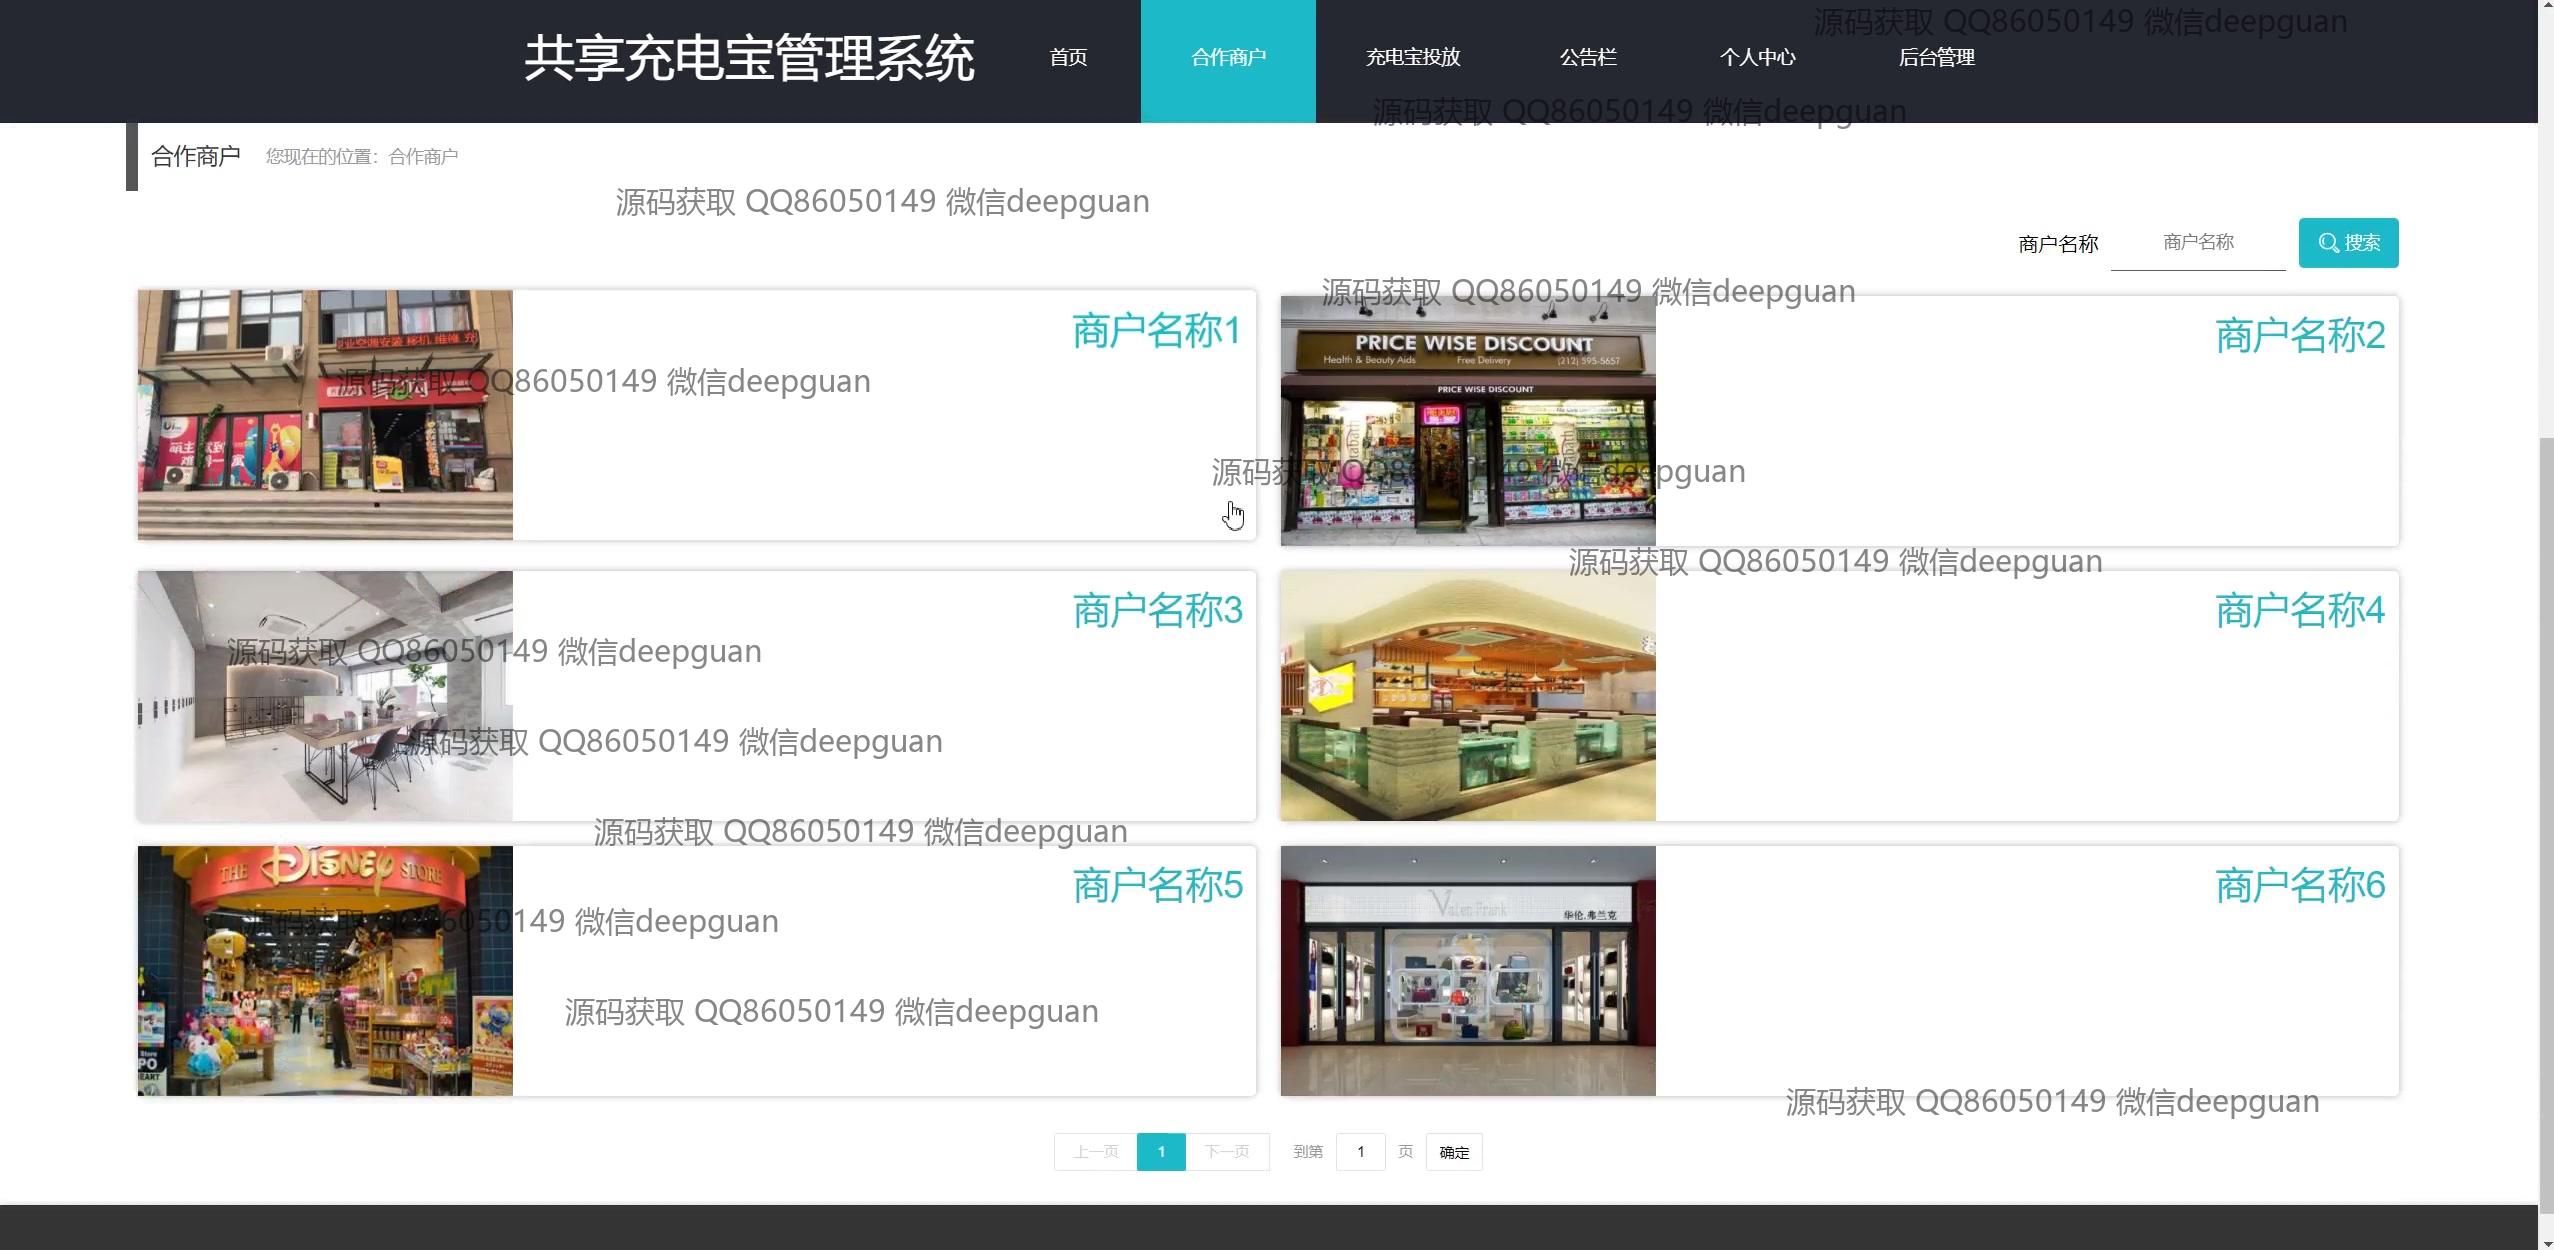 共享充电宝管理系统
首页
合作商户
充电宝投放
公告栏
个人中心
后台管理
源码获取 QQ86050149 微信deepguan
源码获取 QQ86050149 微信deepguan
合作商户
您现在的位置：合作商户
源码获取 QQ86050149 微信deepguan
商户名称
商户名称
搜索
源码获取 QQ86050149 微信deepguan
商户名称1
PRICE WISE DISCOUNT
Health & Beauty Aids Free Delivery (212) 595-5657
PRICE WISE DISCOUNT
商户名称2
源码获取 QQ86050149 微信deepguan
源码获取 QQ86050149 微信deepguan
源码获取 QQ86050149 微信deepguan
商户名称3
商户名称4
源码获取 QQ86050149 微信deepguan
源码获取 QQ86050149 微信deepguan
源码获取 QQ86050149 微信deepguan
THE DISNEY STORE
商户名称5
Valen Frank
华伦.弗兰克
商户名称6
源码获取 QQ86050149 微信deepguan
源码获取 QQ86050149 微信deepguan
源码获取 QQ86050149 微信deepguan
上一页
1
下一页
到第
1
页
确定